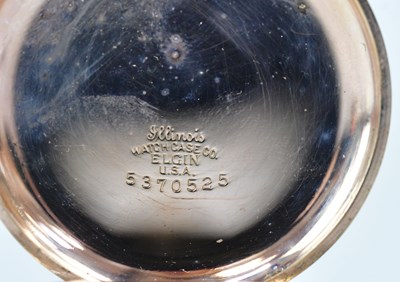 Illinois
WATCH CASE CO.
ELGIN
U.S.A.
5370525